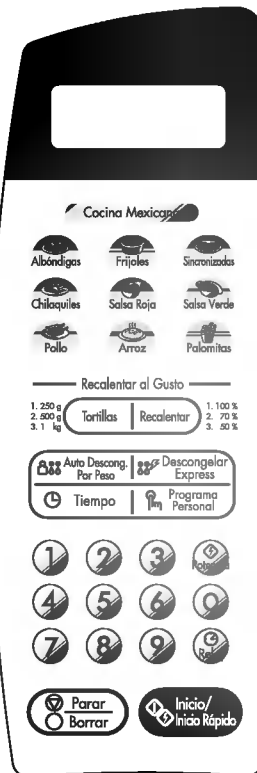 Cocina Mexicana
Albóndigas Frijoles Sincronizadas
Chilaquiles Salsa Roja Salsa Verde
Pollo Arroz Palomitas
Recalentar al Gusto
1. 250 g
2. 500 g
3. 1 kg
Tortillas Recalentar
1. 100 %
2. 70 %
3. 50 %
Auto Descong.
Por Peso
Descongelar
Express
Tiempo
Programa
Personal
1 2 3 Potencia
4 5 6 0
7 8 9
Parar
Borrar
Inicio/
Inicio Rápido